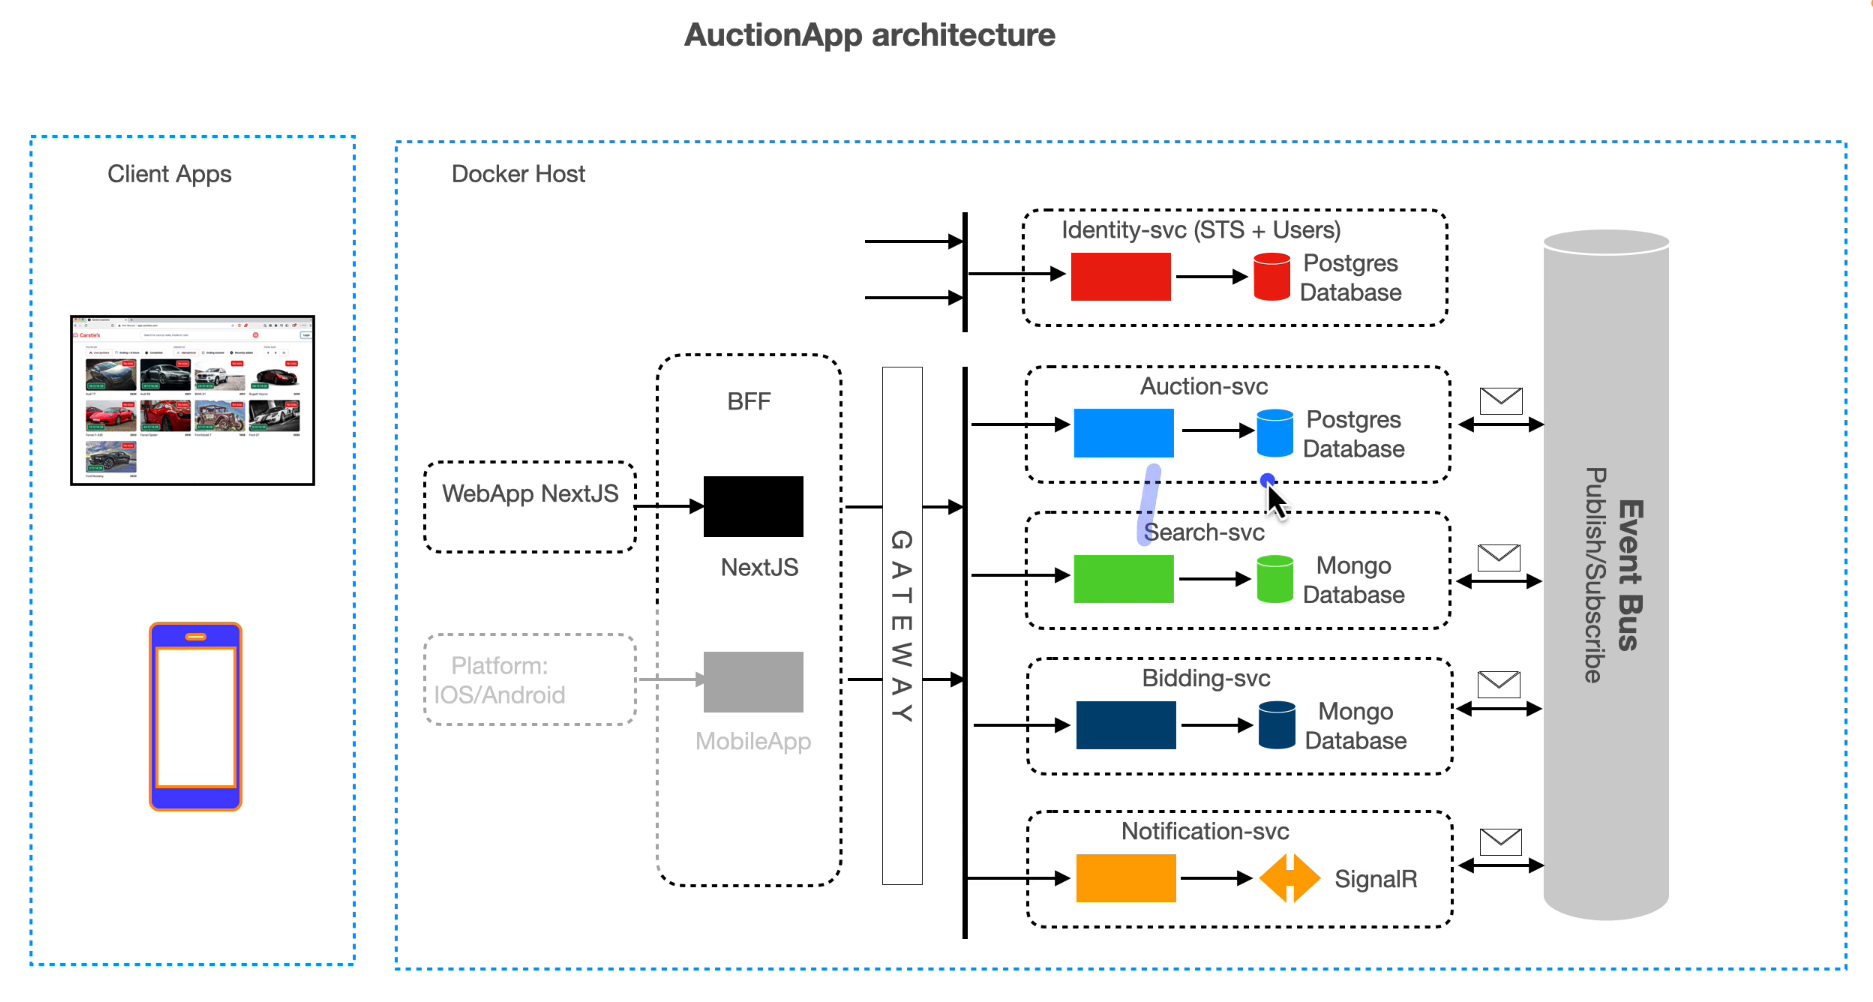 AuctionApp architecture
Client Apps
Carsties
Docker Host
WebApp NextJS
Platform:
IOS/Android
BFF
NextJS
MobileApp
GATEWAY
Identity-svc (STS + Users)
Postgres
Database
Auction-svc
Postgres
Database
Search-svc
Mongo
Database
Bidding-svc
Mongo
Database
Notification-svc
SignalR
Event Bus
Publish/Subscribe